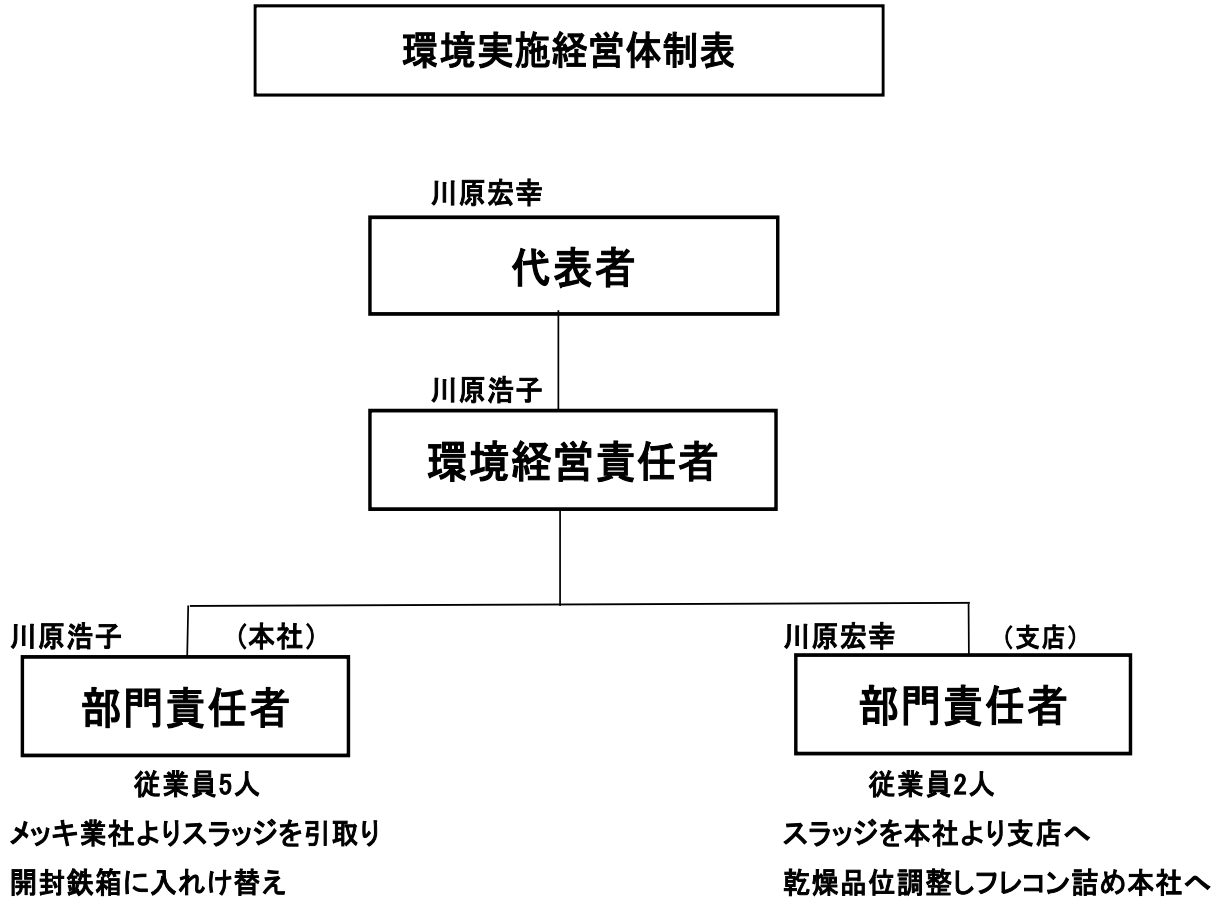 環境実施経営体制表
川原宏幸
代表者
川原浩子
環境経営責任者
川原浩子 （本社）
部門責任者
従業員5人
メッキ業社よりスラッジを引取り
開封鉄箱に入れけ替え
川原宏幸 （支店）
部門責任者
従業員2人
スラッジを本社より支店へ
乾燥品位調整しフレコン詰め本社へ